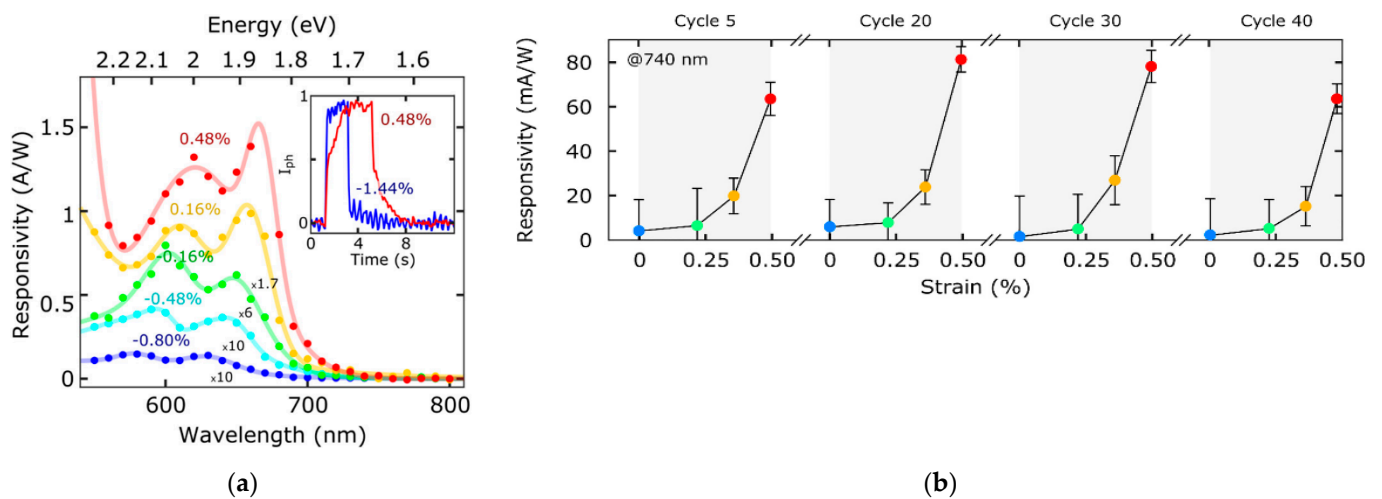 Energy (eV)
2.2 2.1 2 1.9 1.8 1.7 1.6
Responsivity (A/W)
1.5
1
0.5
0
0.48%
0.16%
-0.16%
-0.48%
-0.80%
x1.7
x6
x10
x10
1
0
I_ph
0.48%
-1.44%
0 4 8
Time (s)
600 700 800
Wavelength (nm)
(a)
b)
Cycle 5 Cycle 20 Cycle 30 Cycle 40
@740 nm
Responsivity (mA/W)
80
60
40
20
0
0 0.25 0.50 0 0.25 0.50 0 0.25 0.50 0 0.25 0.50
Strain (%)
(b)